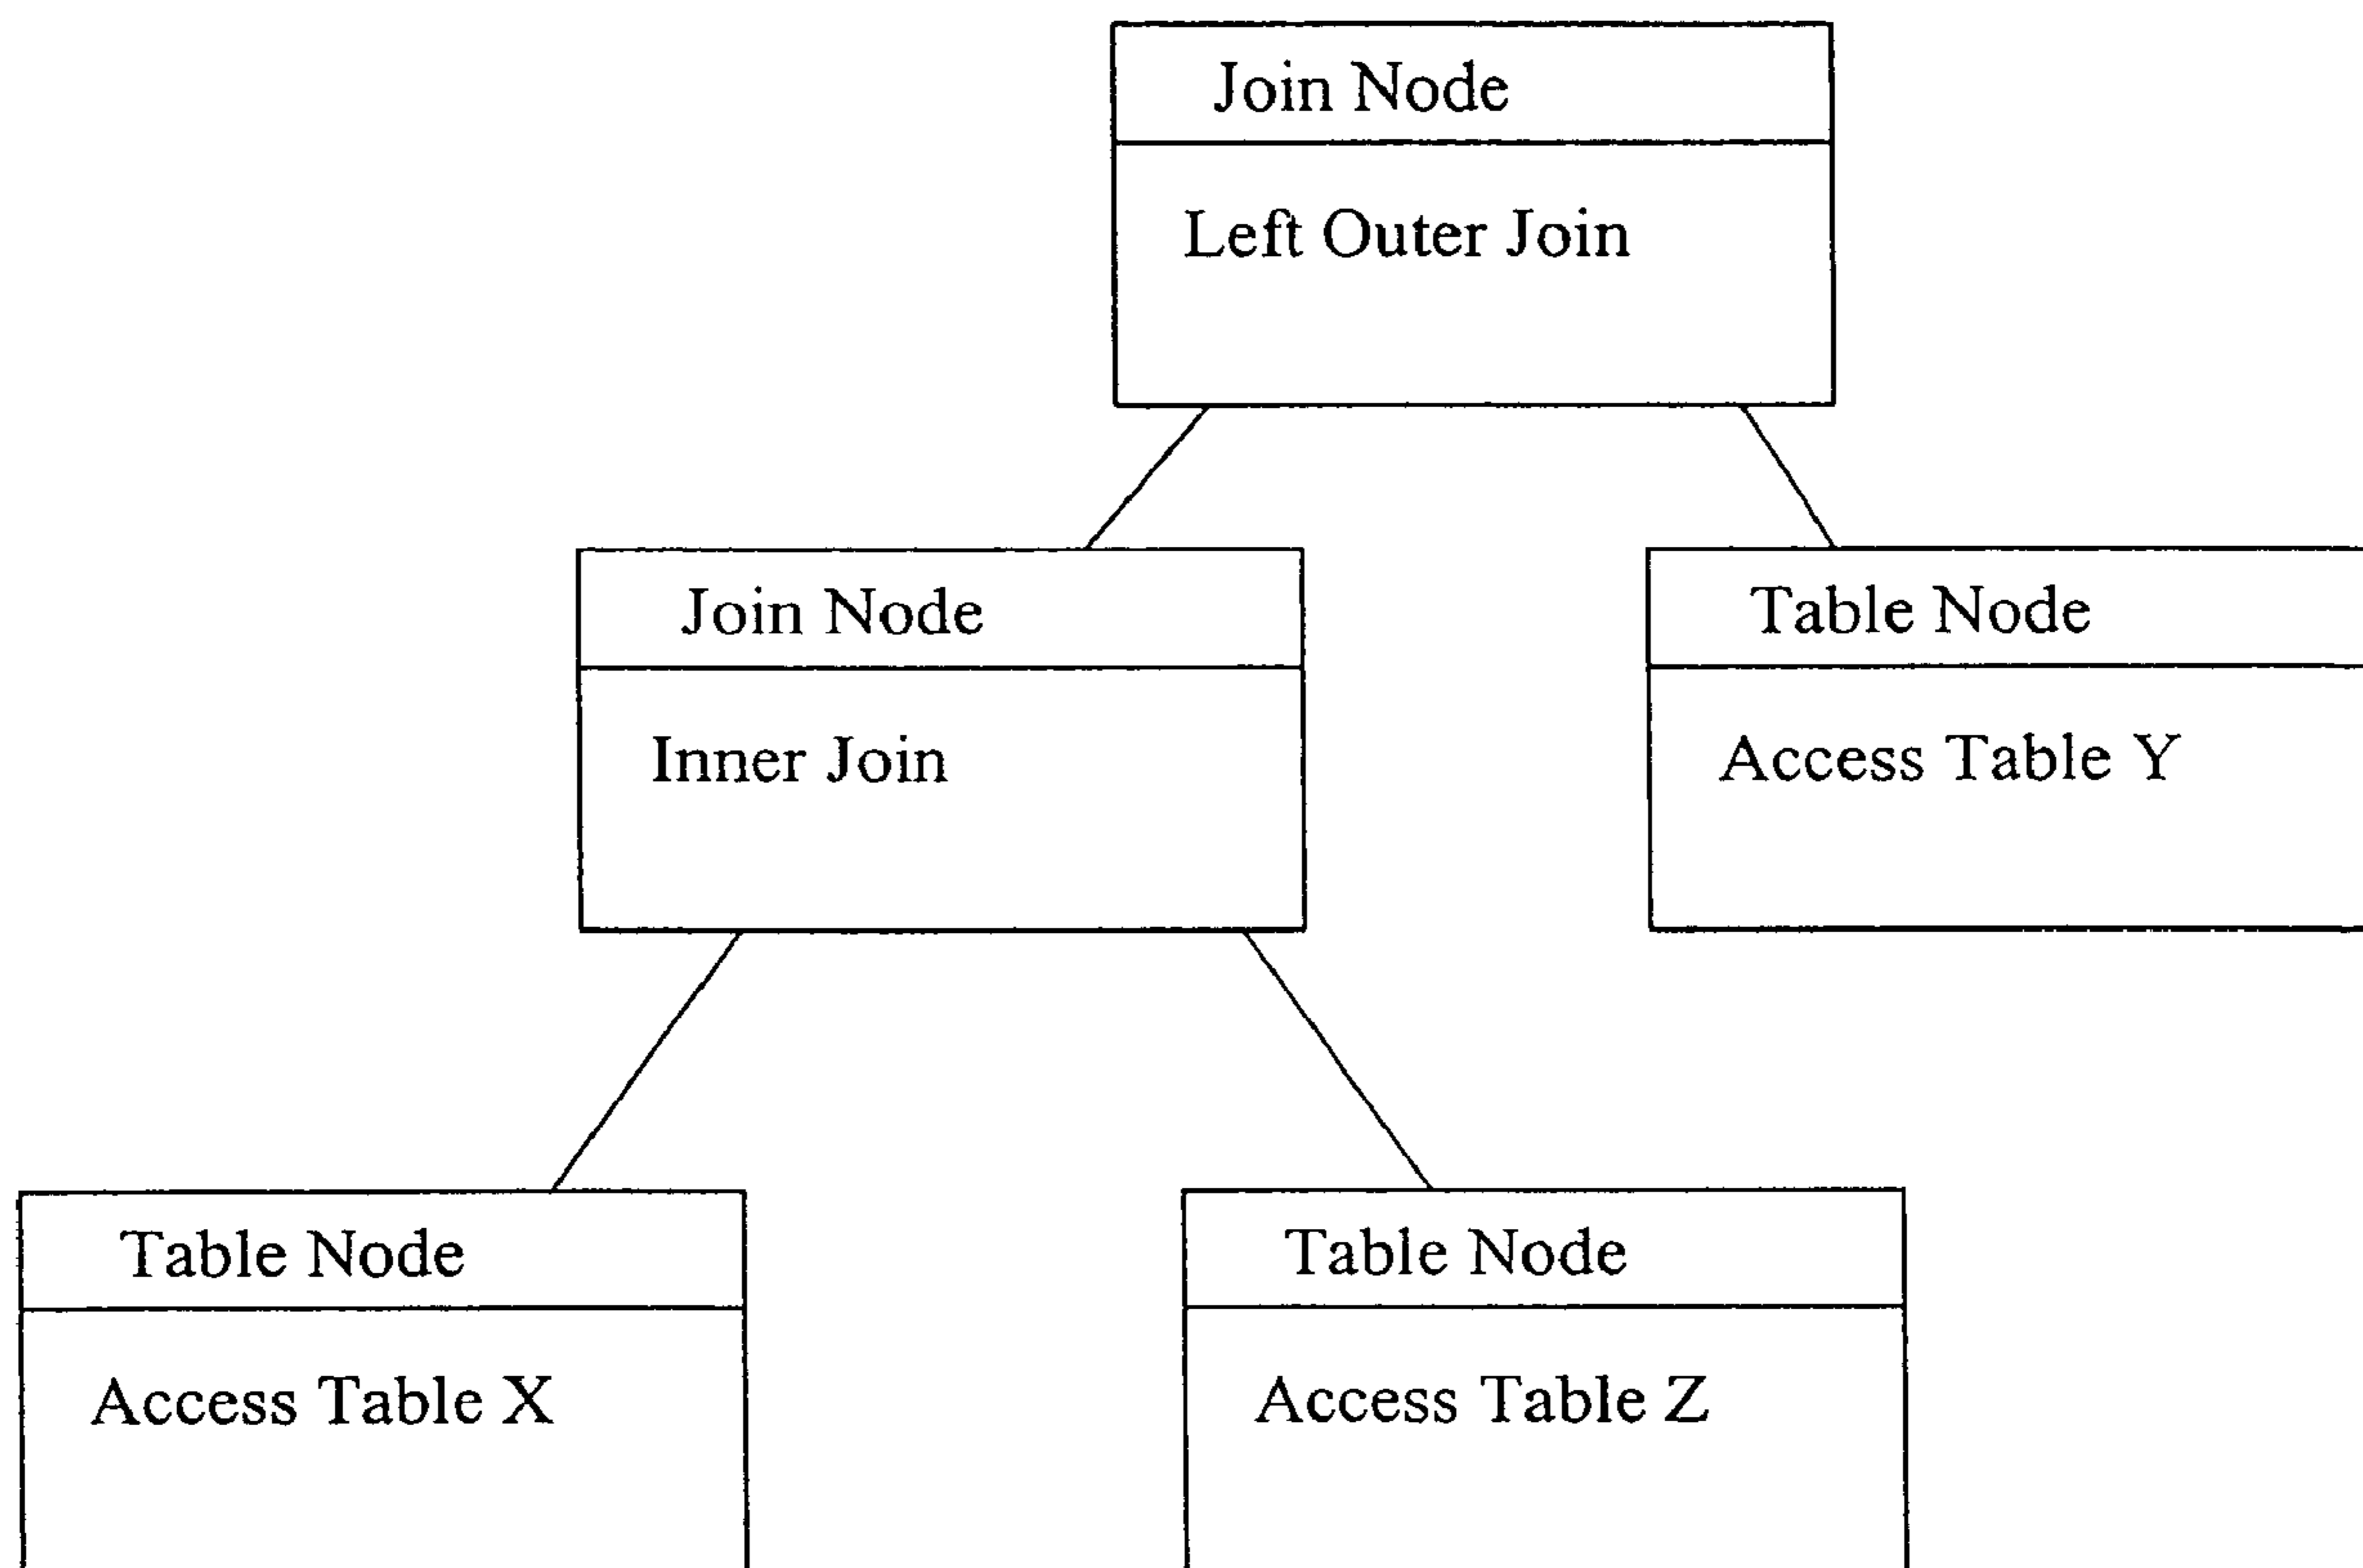 Join Node
Left Outer Join
Join Node
Inner Join
Table Node
Access Table Y
Table Node
Access Table X
Table Node
Access Table Z